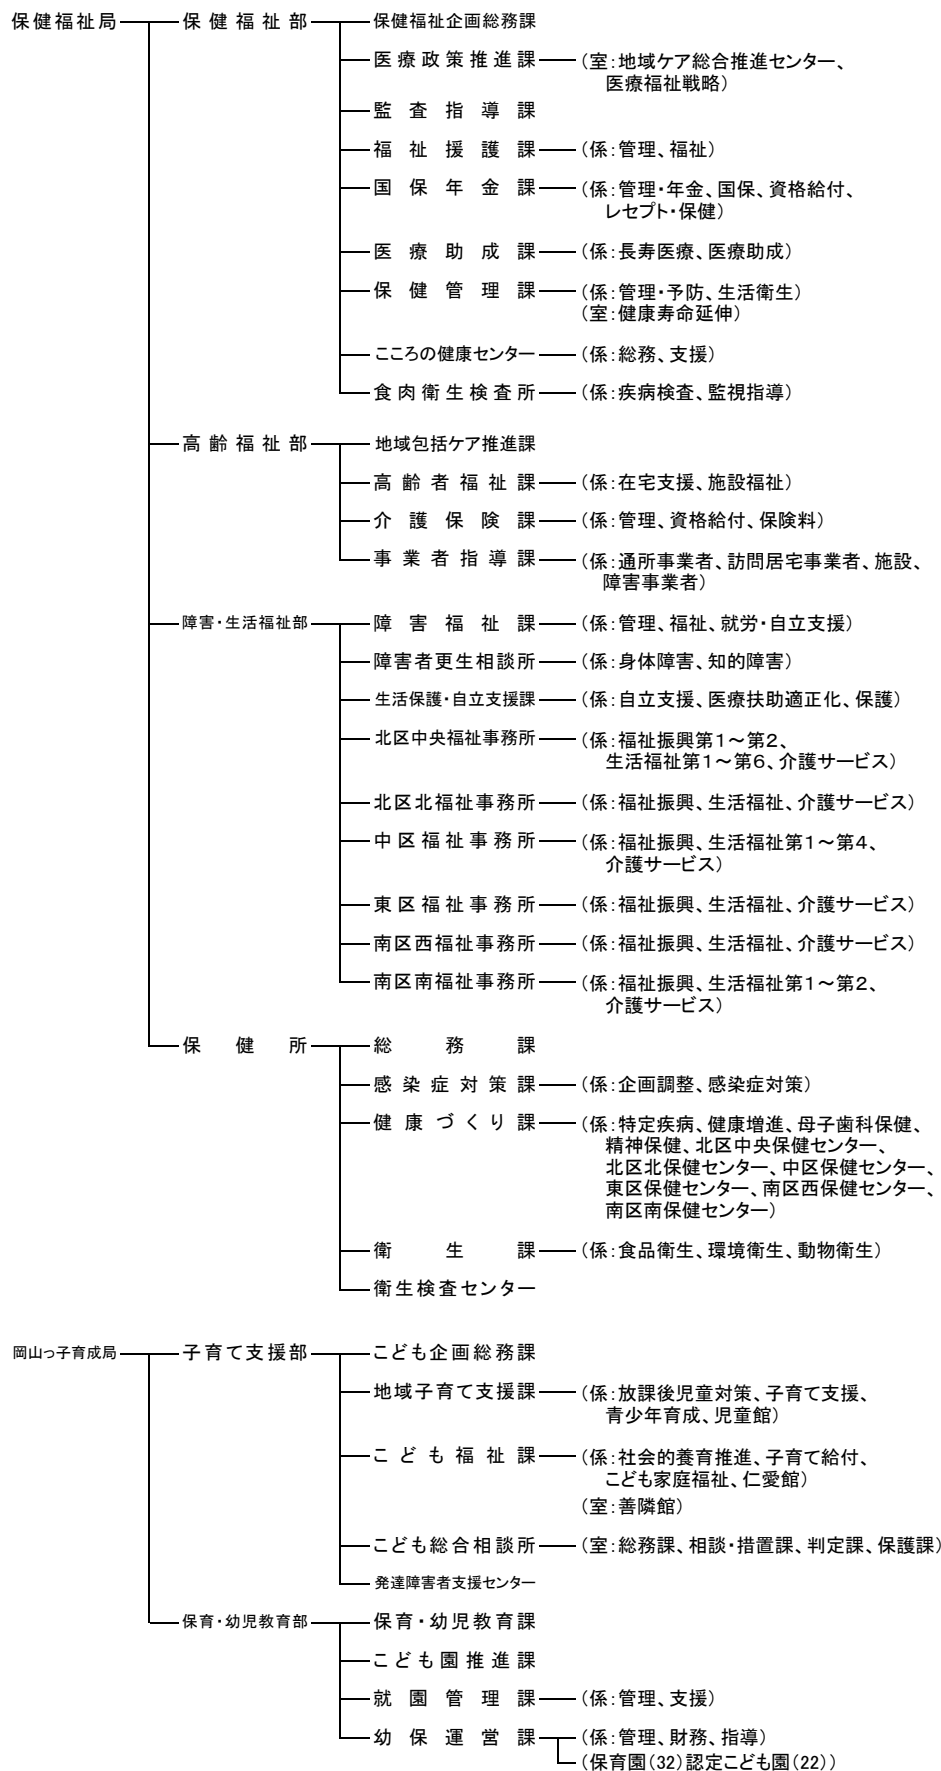 保健福祉局 保健福祉部 保健福祉企画総務課
医療政策推進課 （室：地域ケア総合推進センター、
医療福祉戦略）
監査指導課
福祉援護課 （係：管理、福祉）
国保年金課 （係：管理・年金、国保、資格給付、
レセプト・保健）
医療助成課 （係：長寿医療、医療助成）
保健管理課 （係：管理・予防、生活衛生）
（室：健康寿命延伸）
こころの健康センター （係：総務、支援）
食肉衛生検査所 （係：疾病検査、監視指導）
高齢福祉部 地域包括ケア推進課
高齢者福祉課 （係：在宅支援、施設福祉）
介護保険課 （係：管理、資格給付、保険料）
事業者指導課 （係：通所事業者、訪問居宅事業者、施設、
障害事業者）
障害・生活福祉部 障害福祉課 （係：管理、福祉、就労・自立支援）
障害者更生相談所 （係：身体障害、知的障害）
生活保護・自立支援課 （係：自立支援、医療扶助適正化、保護）
北区中央福祉事務所 （係：福祉振興第１～第２、
生活福祉第１～第６、介護サービス）
北区北福祉事務所 （係：福祉振興、生活福祉、介護サービス）
中区福祉事務所 （係：福祉振興、生活福祉第１～第４、
介護サービス）
東区福祉事務所 （係：福祉振興、生活福祉、介護サービス）
南区西福祉事務所 （係：福祉振興、生活福祉、介護サービス）
南区南福祉事務所 （係：福祉振興、生活福祉第１～第２、
介護サービス）
保健所 総務課
感染症対策課 （係：企画調整、感染症対策）
健康づくり課 （係：特定疾病、健康増進、母子歯科保健、
精神保健、北区中央保健センター、
北区北保健センター、中区保健センター、
東区保健センター、南区西保健センター、
南区南保健センター）
衛生課 （係：食品衛生、環境衛生、動物衛生）
衛生検査センター
岡山っ子育成局 子育て支援部 こども企画総務課
地域子育て支援課 （係：放課後児童対策、子育て支援、
青少年育成、児童館）
こども福祉課 （係：社会的養育推進、子育て給付、
こども家庭福祉、仁愛館）
（室：善隣館）
こども総合相談所 （室：総務課、相談・措置課、判定課、保護課）
発達障害者支援センター
保育・幼児教育部 保育・幼児教育課
こども園推進課
就園管理課 （係：管理、支援）
幼保運営課 （係：管理、財務、指導）
（保育園（32）認定こども園（22））